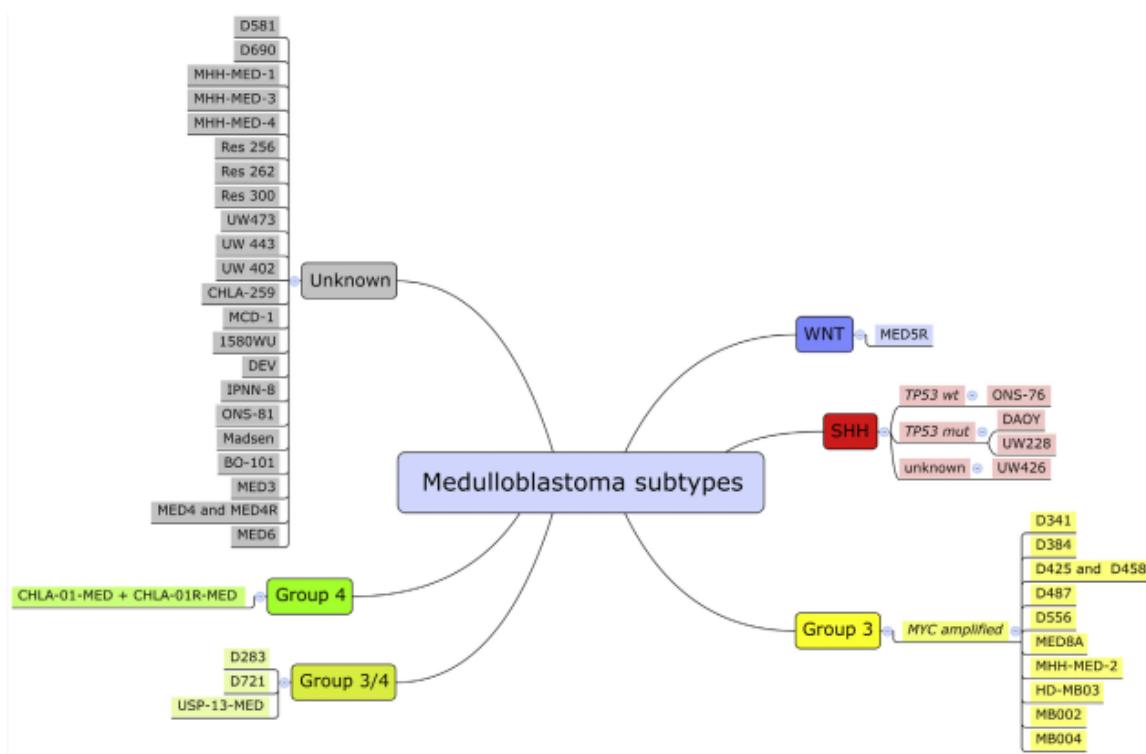 D581
D690
MHH-MED-1
MHH-MED-3
MHH-MED-4
Res 256
Res 262
Res 300
UW473
UW 443
UW 402
CHLA-259
MCD-1
1580WU
DEV
IPNN-8
ONS-81
Madsen
BO-101
MED3
MED4 and MED4R
MED6
Unknown
WNT
MED5R
SHH
TP53 wt
ONS-76
TP53 mut
DAOY
UW228
unknown
UW426
Medulloblastoma subtypes
Group 4
CHLA-01-MED + CHLA-01R-MED
Group 3/4
D283
D721
USP-13-MED
Group 3
MYC amplified
D341
D384
D425 and D458
D487
D556
MED8A
MHH-MED-2
HD-MB03
MB002
MB004